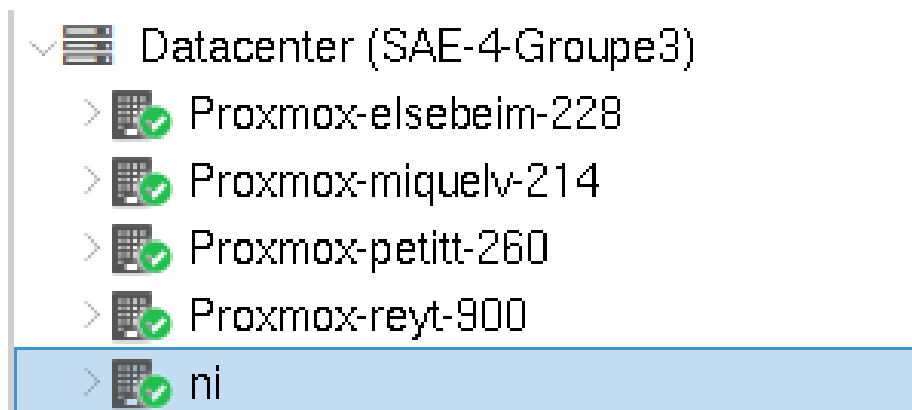 Datacenter (SAE-4-Groupe3)
Proxmox-elsebeim-228
Proxmox-miquelv-214
Proxmox-petitt-260
Proxmox-reyt-900
ni